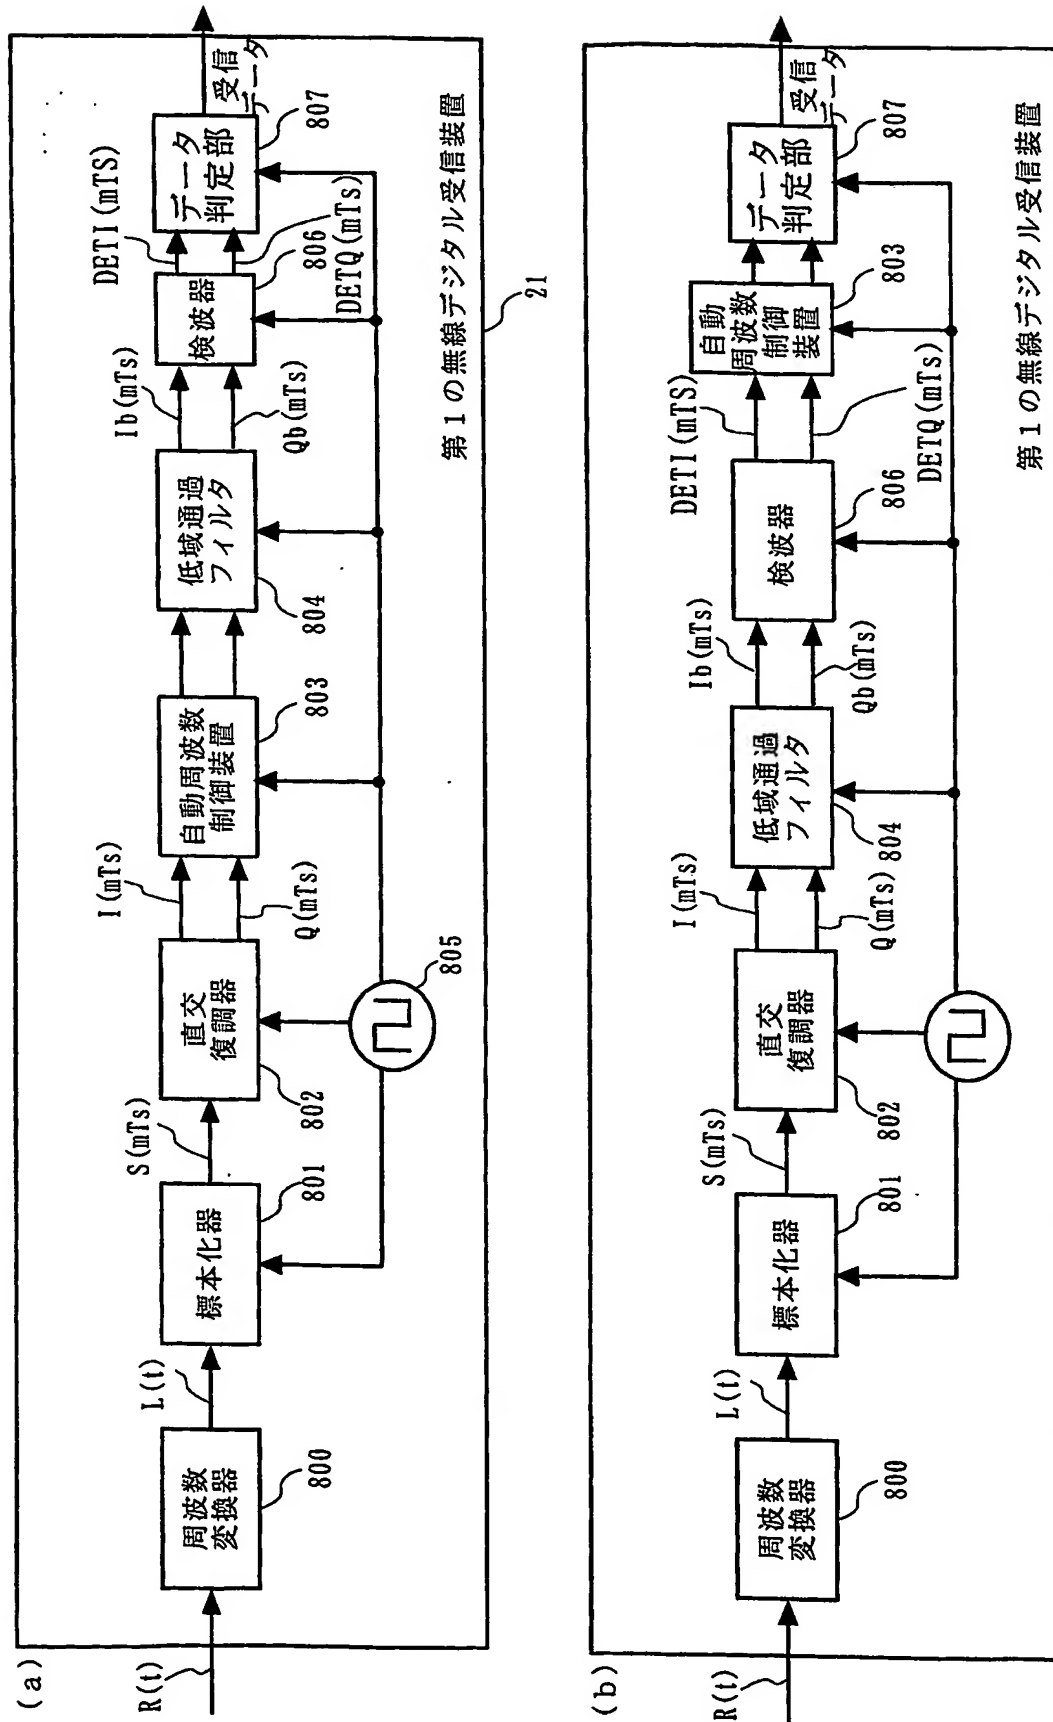 (a)
R(t)
周波数
変換器
800
L(t)
標本化器
801
S(mTs)
直交
復調器
802
I(mTs)
Q(mTs)
805
自動周波数
制御装置
803
低域通過
フィルタ
804
Ib(mTs)
Qb(mTs)
検波器
806
DETI(mTS)
DETQ(mTs)
データ
判定部
807
受信
データ
第1の無線デジタル受信装置
21
(b)
R(t)
周波数
変換器
800
L(t)
標本化器
801
S(mTs)
直交
復調器
802
I(mTs)
Q(mTs)
低域通過
フィルタ
804
Ib(mTs)
Qb(mTs)
検波器
806
DETI(mTS)
DETQ(mTs)
自動
周波数
制御
装置
803
データ
判定部
807
受信
データ
第1の無線デジタル受信装置